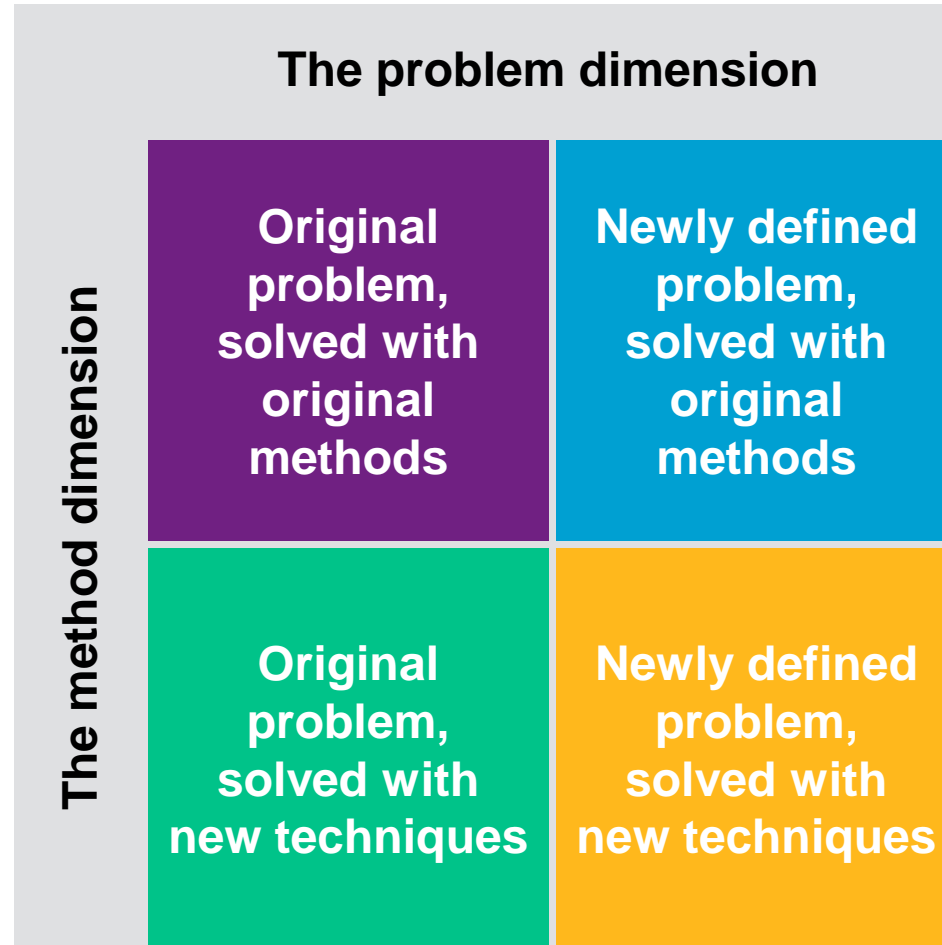 The problem dimension
The method dimension
Original
problem,
solved with
original
methods
Newly defined
problem,
solved with
original
methods
Original
problem,
solved with
new techniques
Newly defined
problem,
solved with
new techniques